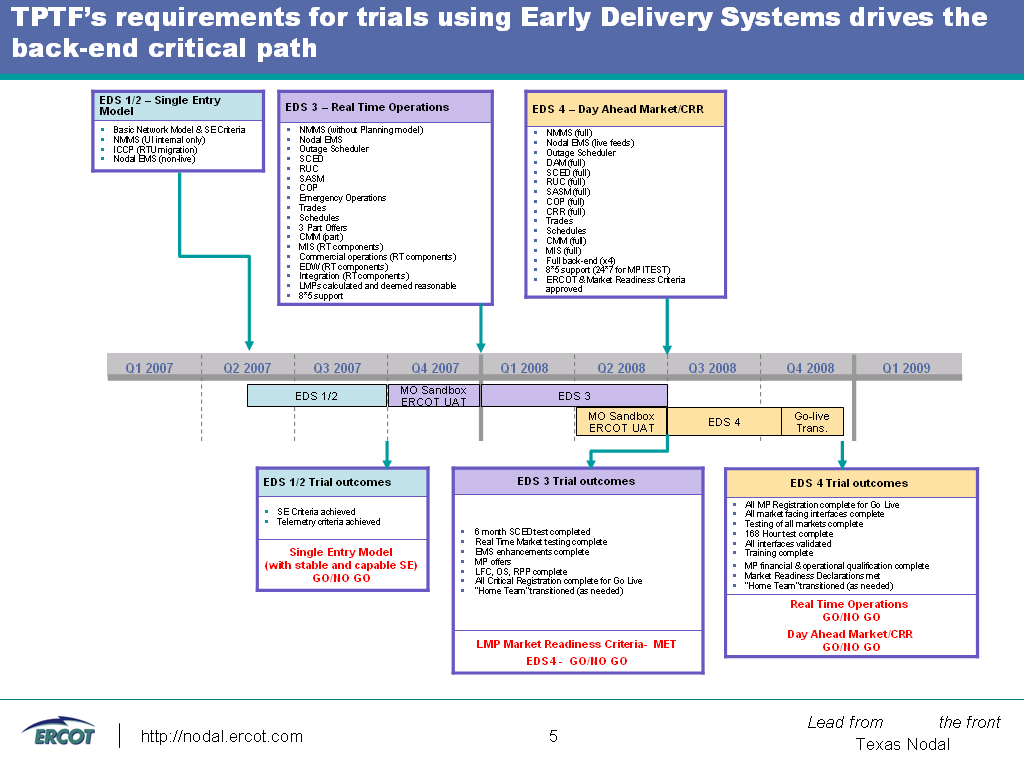 TPTF's requirements for trials using Early Delivery Systems drives the
back-end critical path
EDS 1/2 – Single Entry
Model
Basic Network Model & SE Criteria
NMMS (UI internal only)
ICCP (RTU migration)
Nodal EMS (non-live)
EDS 3 – Real Time Operations
NMMS (without Planning model)
Nodal EMS
Outage Scheduler
SCED
RUC
SASM
COP
Emergency Operations
Trades
Schedules
3 Part Offers
CMM (part)
MIS (RT components)
Commercial operations (RT components)
EDW (RT components)
Integration (RT components)
LMPs calculated and deemed reasonable
8*5 support
EDS 4 – Day Ahead Market/CRR
NMMS (full)
Nodal EMS (live feeds)
Outage Scheduler
DAM (full)
SCED (full)
RUC (full)
SASM (full)
COP (full)
CRR (full)
Trades
Schedules
CMM (full)
MIS (full)
Full back-end (x4)
8*5 support (24*7 for MP ITEST)
ERCOT & Market Readiness Criteria
approved
Q1 2007 Q2 2007 Q3 2007 Q4 2007 Q1 2008 Q2 2008 Q3 2008 Q4 2008 Q1 2009
EDS 1/2
MO Sandbox
ERCOT UAT
EDS 3
MO Sandbox
ERCOT UAT
EDS 4
Go-live
Trans.
EDS 1/2 Trial outcomes
SE Criteria achieved
Telemetry criteria achieved
Single Entry Model
(with stable and capable SE)
GO/NO GO
EDS 3 Trial outcomes
6 month SCED test completed
Real Time Market testing complete
EMS enhancements complete
MP offers
LFC, OS, RPP complete
All Critical Registration complete for Go Live
"Home Team" transitioned (as needed)
LMP Market Readiness Criteria- MET
EDS4 - GO/NO GO
EDS 4 Trial outcomes
All MP Registration complete for Go Live
All market facing interfaces complete
Testing of all markets complete
168 Hour test complete
All interfaces validated
Training complete
MP financial & operational qualification complete
Market Readiness Declarations met
"Home Team" transitioned (as needed)
Real Time Operations
GO/NO GO
Day Ahead Market/CRR
GO/NO GO
ERCOT
http://nodal.ercot.com
5
Lead from the front
Texas Nodal